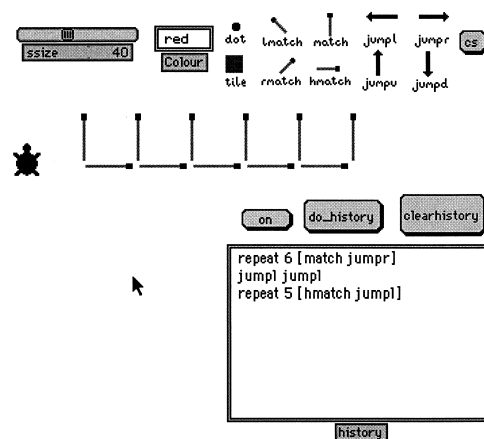 ssize 40
red
Colour
dot lmatch match jumpl jumpr
cs
tile rmatch hmatch jumpu jumpd
on do_history clearhistory
repeat 6 [match jumpr]
jumpl jumpl
repeat 5 [hmatch jumpl]
history